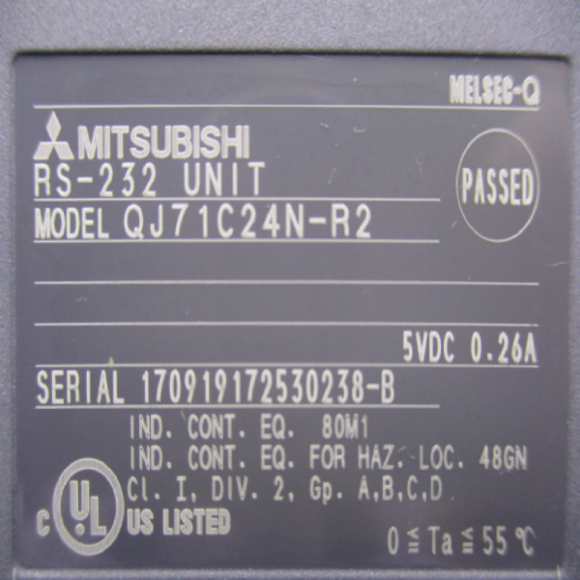 MELSEC-Q
MITSUBISHI
RS-232 UNIT
PASSED
MODEL QJ71C24N-R2
5VDC 0.26A
SERIAL 170919172530238-B
IND. CONT. EQ. 80M1
IND. CONT. EQ. FOR HAZ. LOC. 48GN
Cl. I, DIV. 2, Gp. A,B,C,D
C UL US LISTED
0≦Ta≦55℃